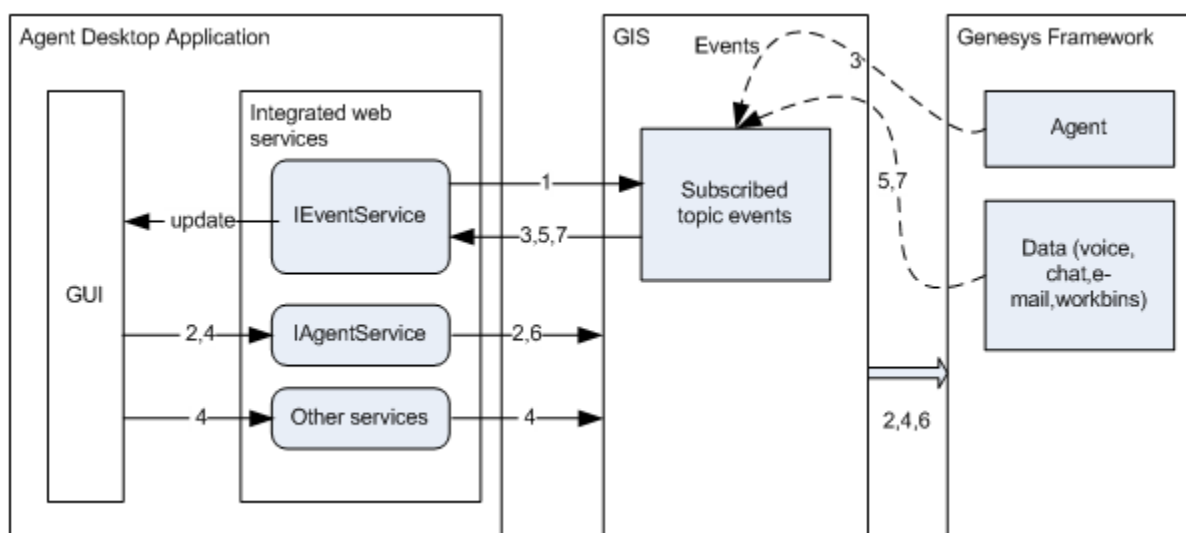 Agent Desktop Application
GIS
Genesys Framework
Events
3
Integrated web
services
Agent
1
5,7
IEventService
Subscribed
topic events
update
3,5,7
Data (voice,
chat,e-
mail,workbins)
GUI
2,4
IAgentService
2,6
4
Other services
4
2,4,6